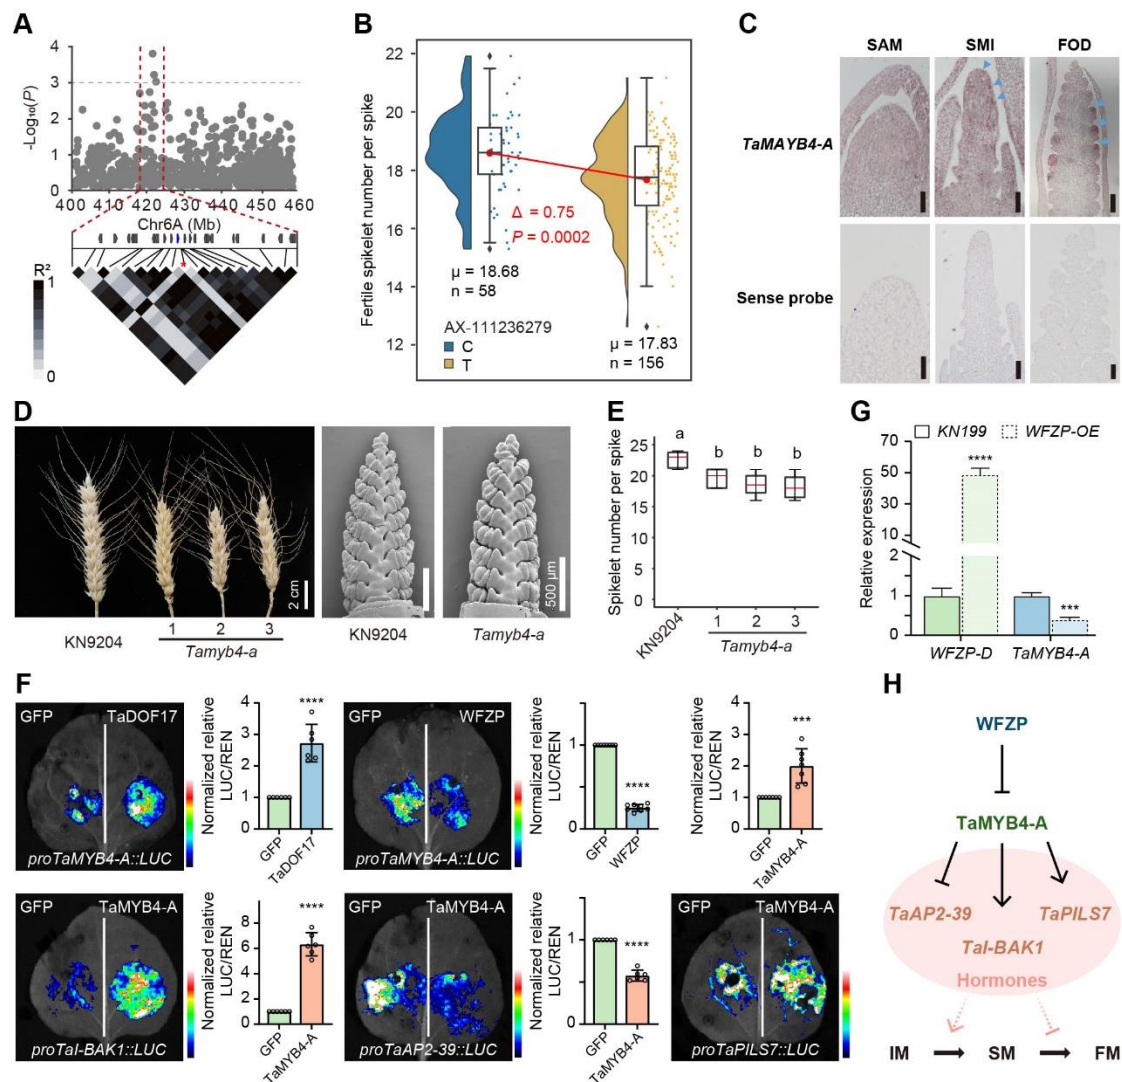 A
-Log₁₀(P)
4
3
2
1
0
400 410 420 430 440 450 460
Chr6A (Mb)
R²
1
0
B
Fertile spikelet number per spike
22
20
18
16
14
12
Δ = 0.75
P = 0.0002
μ = 18.68
n = 58
AX-111236279
C
T
μ = 17.83
n = 156
C
SAM SMI FOD
TaMAYB4-A
Sense probe
D
2 cm
KN9204
1 2 3
Tamyb4-a
500 μm
KN9204
Tamyb4-a
E
Spikelet number per spike
25
20
15
10
5
0
a b b b
KN9204
1 2 3
Tamyb4-a
G
KN199 WFZP-OE
Relative expression
70
50
30
10
2
1
0
****
***
WFZP-D TaMYB4-A
F
GFP TaDOF17
proTaMYB4-A::LUC
Normalized relative
LUC/REN
4
3
2
1
0
****
GFP
TaDOF17
GFP WFZP
proTaMYB4-A::LUC
Normalized relative
LUC/REN
1
0
****
GFP
WFZP
Normalized relative
LUC/REN
4
3
2
1
0
***
GFP
TaMYB4-A
GFP TaMYB4-A
proTaI-BAK1::LUC
Normalized relative
LUC/REN
8
6
4
2
0
****
GFP
TaMYB4-A
GFP TaMYB4-A
proTaAP2-39::LUC
Normalized relative
LUC/REN
1
0
****
GFP
TaMYB4-A
GFP TaMYB4-A
proTaPILS7::LUC
H
WFZP
TaMYB4-A
TaAP2-39 TaPILS7
TaI-BAK1
Hormones
IM SM FM